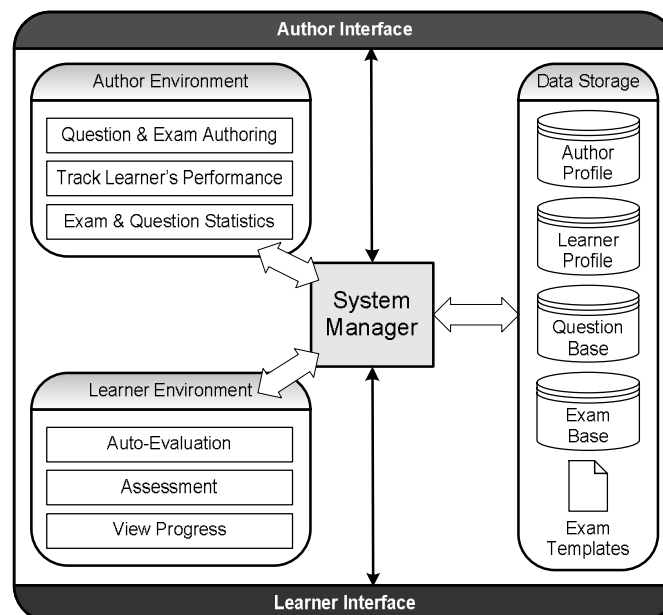 Author Interface
Author Environment
Question & Exam Authoring
Track Learner's Performance
Exam & Question Statistics
System
Manager
Learner Environment
Auto-Evaluation
Assessment
View Progress
Data Storage
Author
Profile
Learner
Profile
Question
Base
Exam
Base
Exam
Templates
Learner Interface